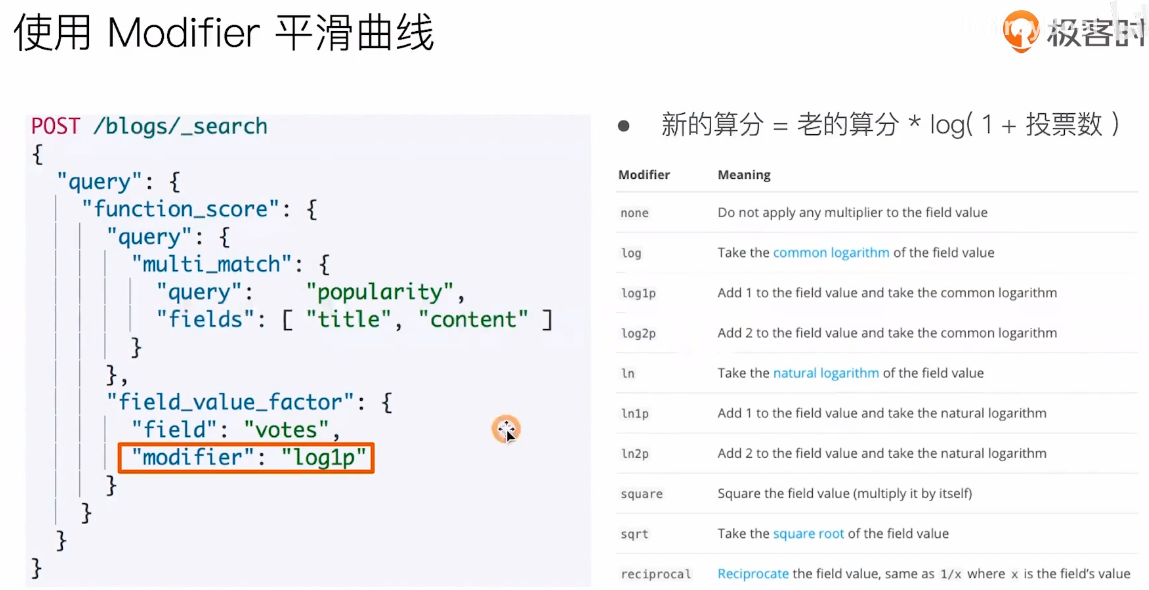 使用 Modifier 平滑曲线
极客时
POST /blogs/_search
{
"query": {
"function_score": {
"query": {
"multi_match": {
"query": "popularity",
"fields": [ "title", "content" ]
}
},
"field_value_factor": {
"field": "votes",
"modifier": "log1p"
}
}
}
}
● 新的算分 = 老的算分 * log( 1 + 投票数 )
Modifier Meaning
none Do not apply any multiplier to the field value
log Take the common logarithm of the field value
log1p Add 1 to the field value and take the common logarithm
log2p Add 2 to the field value and take the common logarithm
ln Take the natural logarithm of the field value
ln1p Add 1 to the field value and take the natural logarithm
ln2p Add 2 to the field value and take the natural logarithm
square Square the field value (multiply it by itself)
sqrt Take the square root of the field value
reciprocal Reciprocate the field value, same as 1/x where x is the field's value